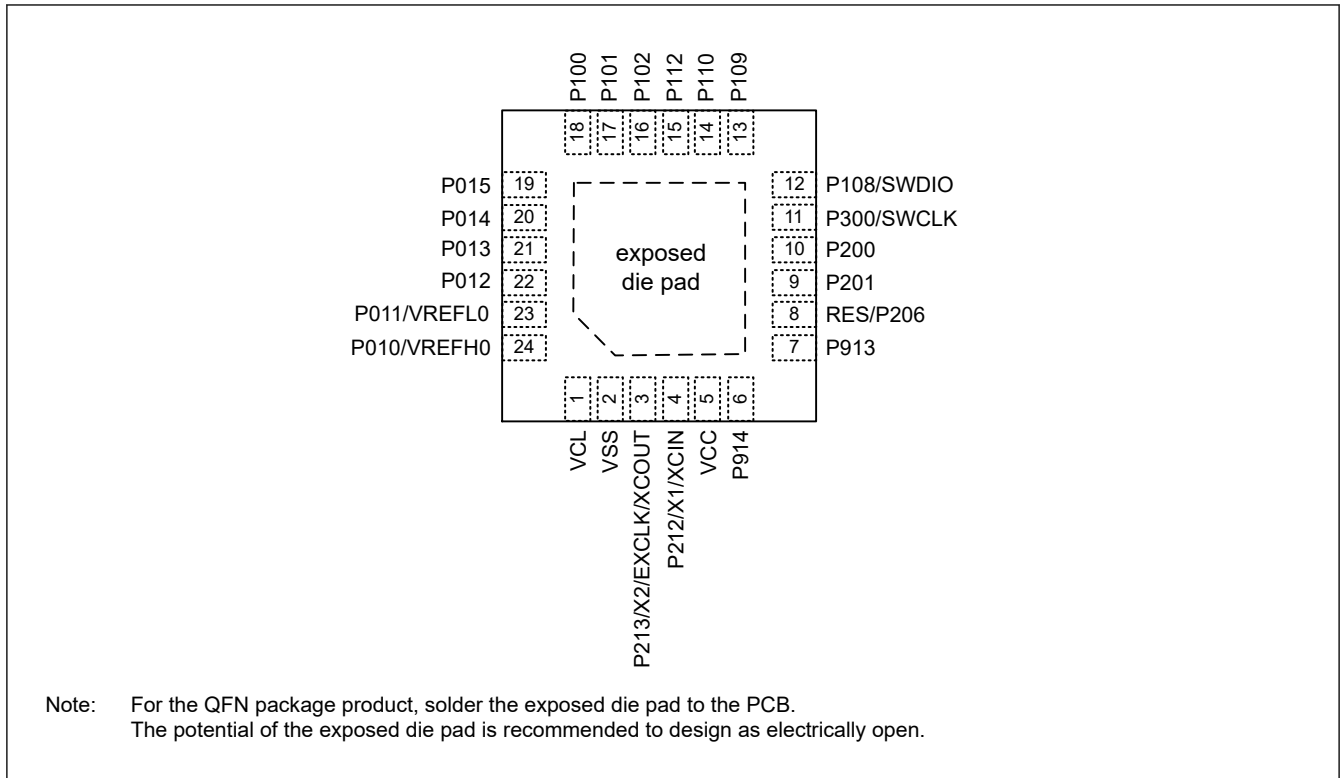 P100
P101
P102
P112
P110
P109
18
17
16
15
14
13
P015 19
P014 20
P013 21
P012 22
P011/VREFL0 23
P010/VREFH0 24
exposed
die pad
12 P108/SWDIO
11 P300/SWCLK
10 P200
9 P201
8 RES/P206
7 P913
1
2
3
4
5
6
VCL
VSS
P213/X2/EXCLK/XCOUT
P212/X1/XCIN
VCC
P914
Note: For the QFN package product, solder the exposed die pad to the PCB.
The potential of the exposed die pad is recommended to design as electrically open.